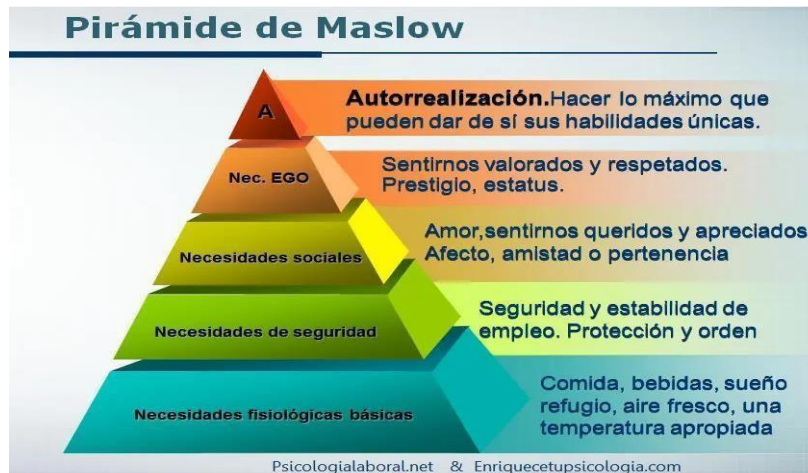 Pirámide de Maslow
A
Autorrealización.Hacer lo máximo que
pueden dar de sí sus habilidades únicas.
Nec. EGO
Sentirnos valorados y respetados.
Prestigio, estatus.
Necesidades sociales
Amor,sentirnos queridos y apreciados
Afecto, amistad o pertenencia
Necesidades de seguridad
Seguridad y estabilidad de
empleo. Protección y orden
Necesidades fisiológicas básicas
Comida, bebidas, sueño
refugio, aire fresco, una
temperatura apropiada
Psicologialaboral.net & Enriquecetupsicologia.com